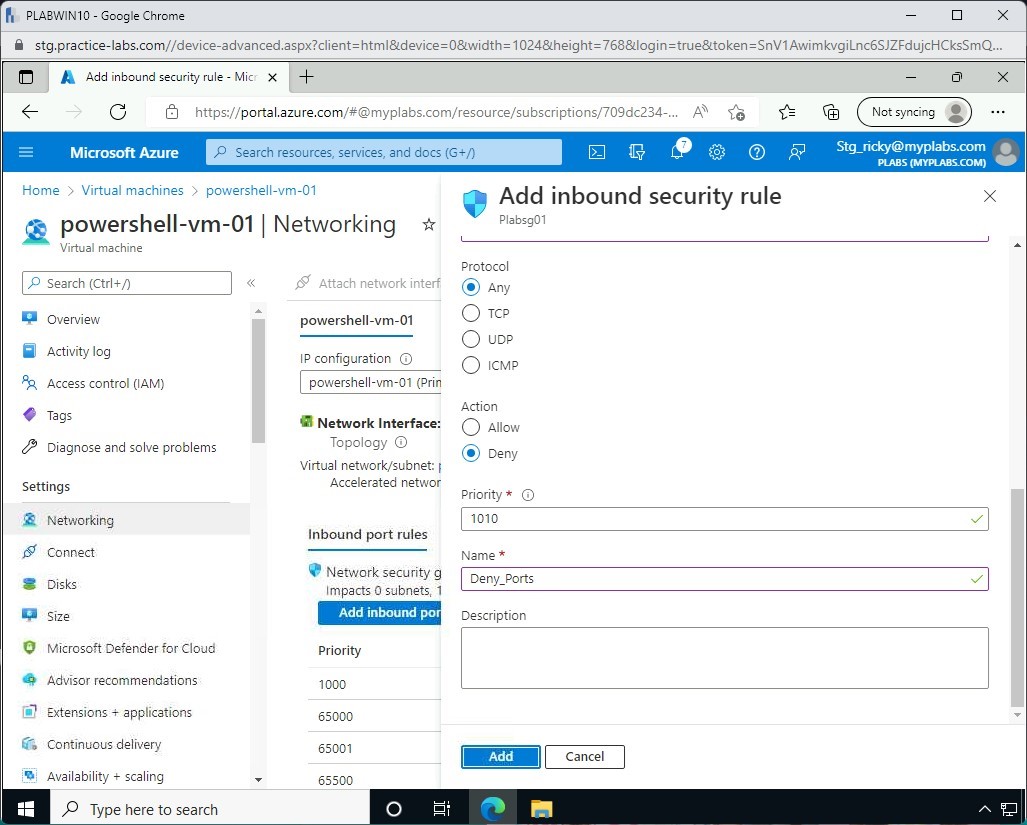 PLABWIN10 - Google Chrome
stg.practice-labs.com//device-advanced.aspx?client=html&device=0&width=1024&height=768&login=true&token=SnV1AwimkvgiLnc6SJZFdujcHCksSmQ...
Add inbound security rule - Micr
https://portal.azure.com/#@myplabs.com/resource/subscriptions/709dc234-...
Not syncing
Microsoft Azure
Search resources, services, and docs (G+/)
7
Stg_ricky@myplabs.com
PLABS (MYPLABS.COM)
Home > Virtual machines > powershell-vm-01
powershell-vm-01 | Networking
Virtual machine
Search (Ctrl+/)
Overview
Activity log
Access control (IAM)
Tags
Diagnose and solve problems
Settings
Networking
Connect
Disks
Size
Microsoft Defender for Cloud
Advisor recommendations
Extensions + applications
Continuous delivery
Availability + scaling
Attach network interf
powershell-vm-01
IP configuration
powershell-vm-01 (Prin
Network Interface:
Topology
Virtual network/subnet: p
Accelerated networ
Inbound port rules
Network security g
Impacts 0 subnets, 1
Add inbound por
Priority
1000
65000
65001
65500
Add inbound security rule
Plabsg01
Protocol
Any
TCP
UDP
ICMP
Action
Allow
Deny
Priority *
1010
Name *
Deny_Ports
Description
Add
Cancel
Type here to search